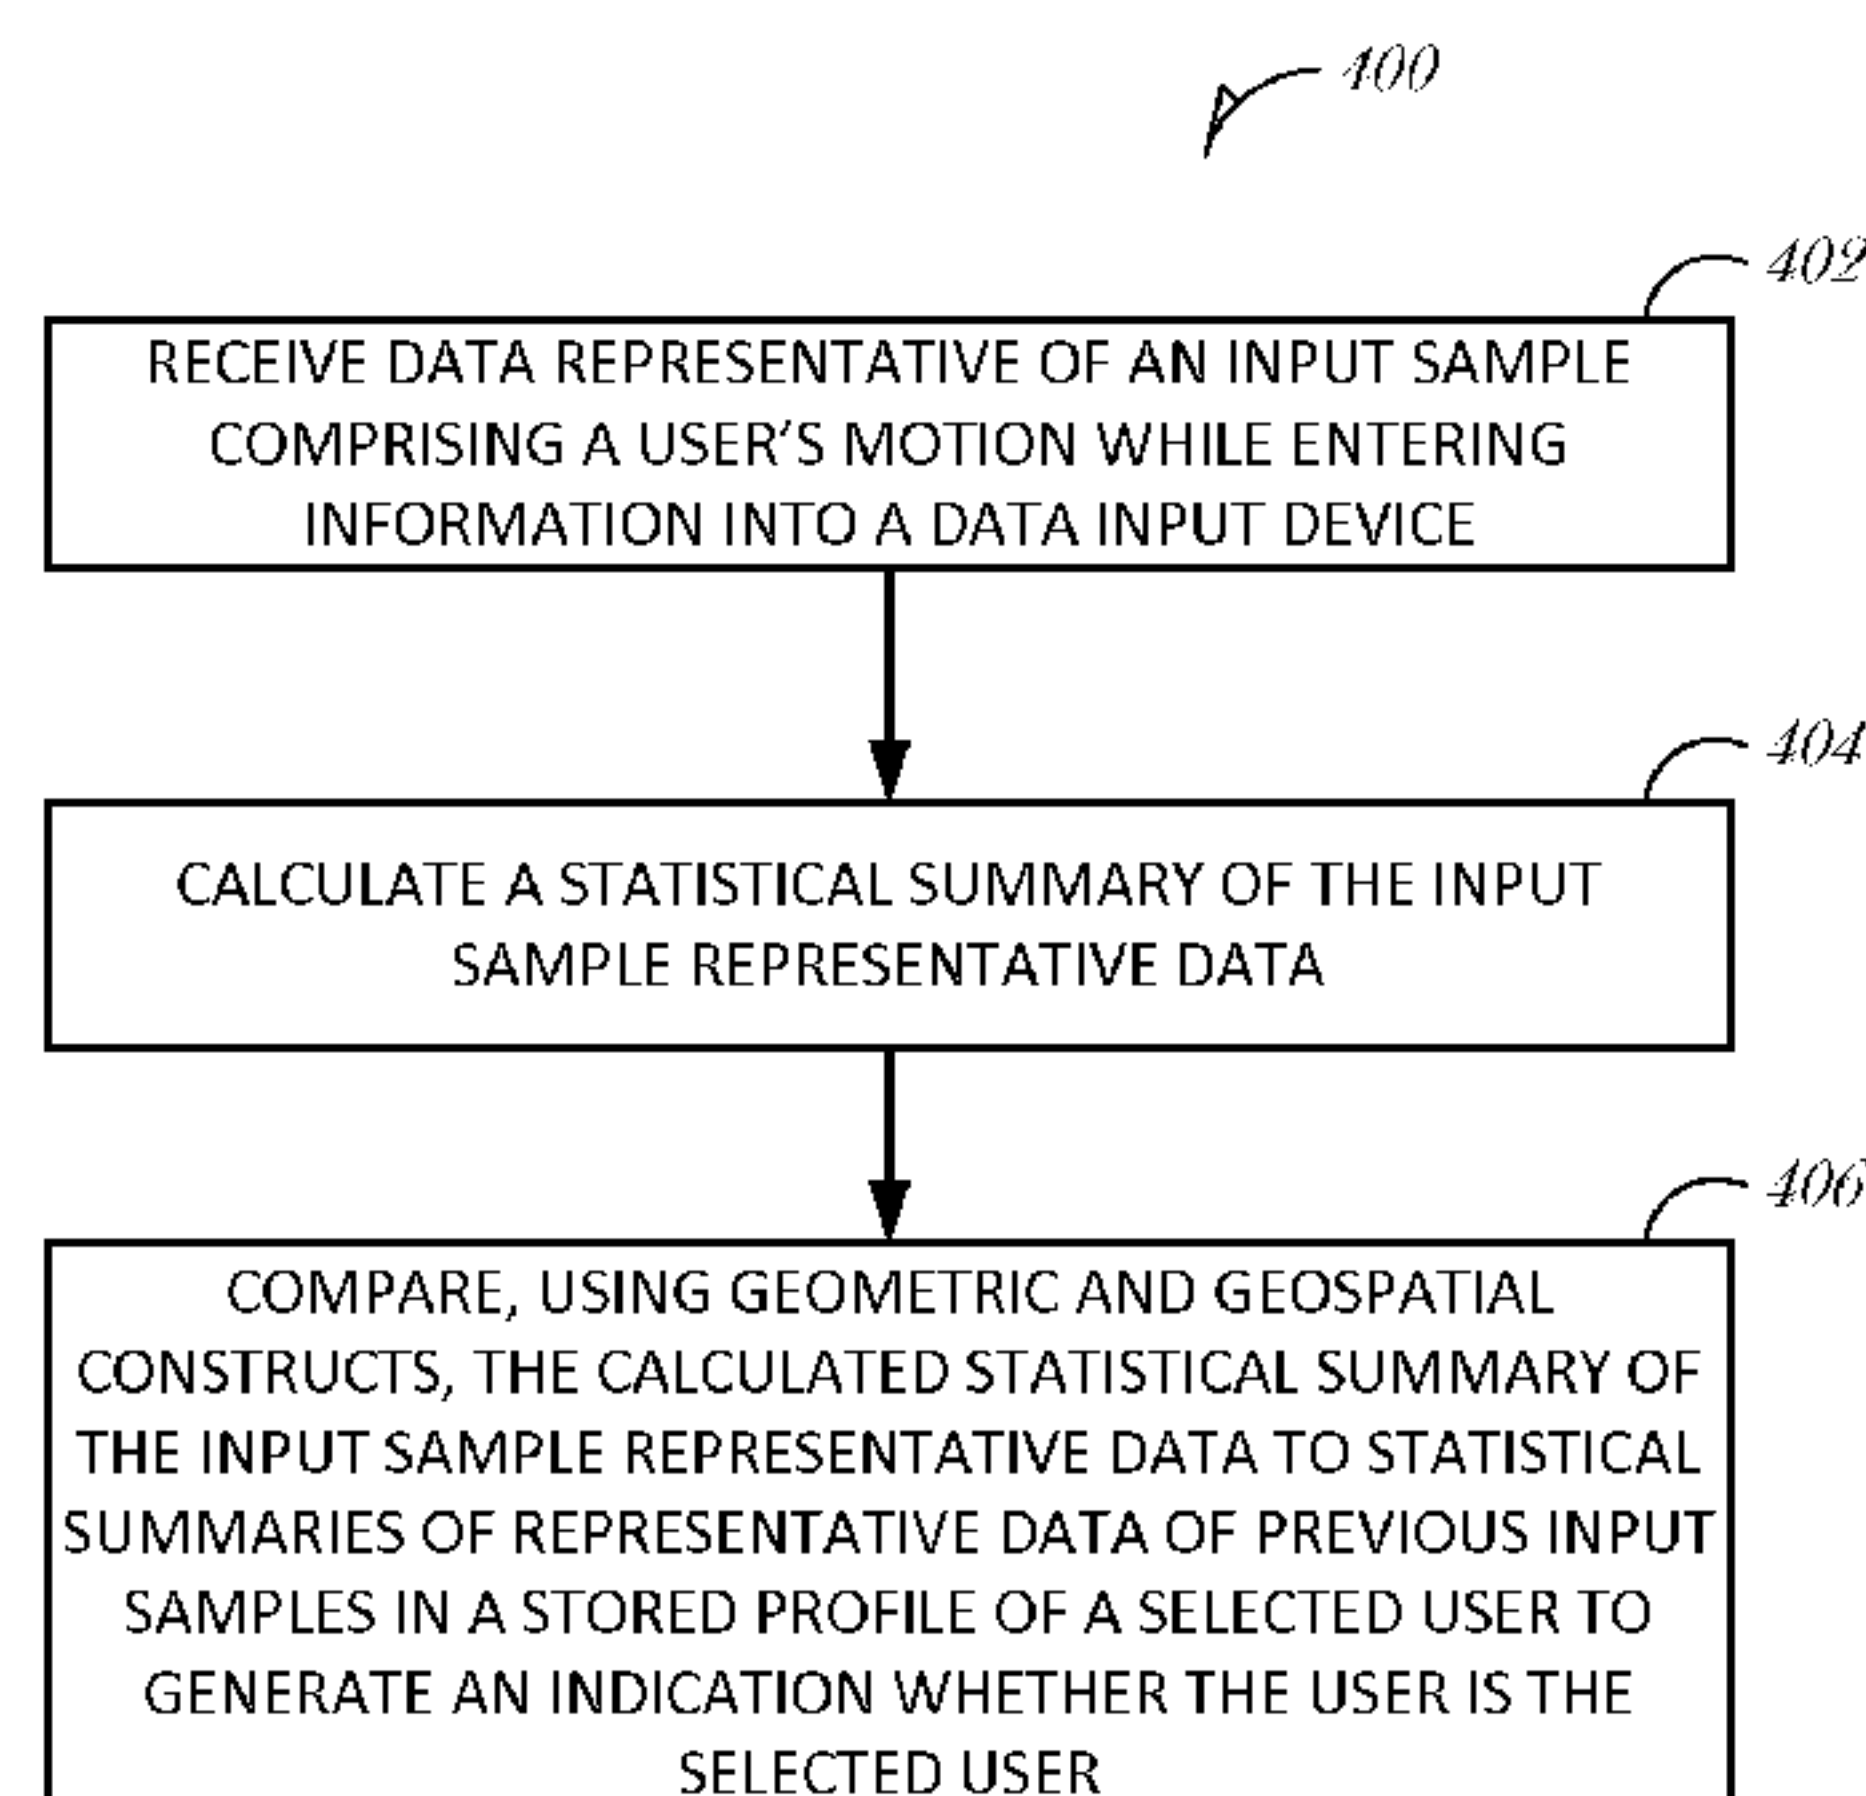 400
402
RECEIVE DATA REPRESENTATIVE OF AN INPUT SAMPLE
COMPRISING A USER'S MOTION WHILE ENTERING
INFORMATION INTO A DATA INPUT DEVICE
404
CALCULATE A STATISTICAL SUMMARY OF THE INPUT
SAMPLE REPRESENTATIVE DATA
406
COMPARE, USING GEOMETRIC AND GEOSPATIAL
CONSTRUCTS, THE CALCULATED STATISTICAL SUMMARY OF
THE INPUT SAMPLE REPRESENTATIVE DATA TO STATISTICAL
SUMMARIES OF REPRESENTATIVE DATA OF PREVIOUS INPUT
SAMPLES IN A STORED PROFILE OF A SELECTED USER TO
GENERATE AN INDICATION WHETHER THE USER IS THE
SELECTED USER